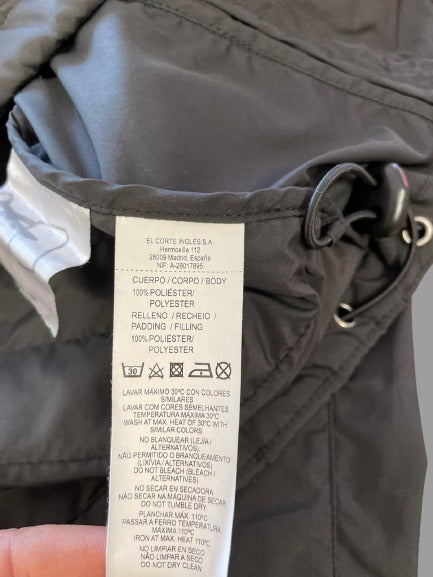 EL CORTE INGLÉS S.A.
Hermosilla 112
28009 Madrid, España
NIF: A-28017895
CUERPO / CORPO / BODY
100% POLIÉSTER/
POLYESTER
RELLENO / RECHEIO /
PADDING / FILLING
100% POLIÉSTER/
POLYESTER
30
LAVAR MÁXIMO 30ºC CON COLORES
SIMILARES
LAVAR COM CORES SEMELHANTES
TEMPERATURA MÁXIMA 30ºC
WASH AT MAX. HEAT OF 30ºC WITH
SIMILAR COLORS
NO BLANQUEAR (LEJÍA /
ALTERNATIVOS)
NÃO PERMITIDO O BRANQUEAMENTO
(LIXÍVIA / ALTERNATIVOS)
DO NOT BLEACH (BLEACH /
ALTERNATIVES)
NO SECAR EN SECADORA
NÃO SECAR NA MÁQUINA DE SECAR
DO NOT TUMBLE DRY
PLANCHAR MÁX. 110ºC
PASSAR A FERRO TEMPERATURA
MÁXIMA 110ºC
IRON AT MAX. HEAT 110ºC
NO LIMPIAR EN SECO
NÃO LIMPAR A SECO
DO NOT DRY CLEAN